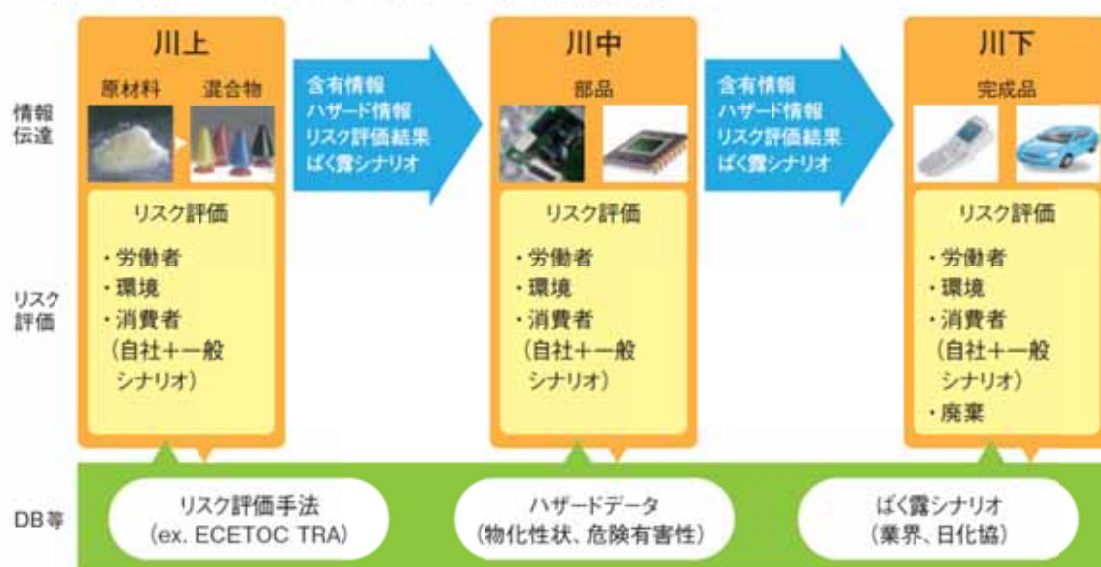 川上
原材料
混合物
含有情報
ハザード情報
リスク評価結果
ばく露シナリオ
川中
部品
含有情報
ハザード情報
リスク評価結果
ばく露シナリオ
川下
完成品
情報
伝達
リスク評価
・労働者
・環境
・消費者
（自社＋一般
シナリオ）
リスク評価
・労働者
・環境
・消費者
（自社＋一般
シナリオ）
リスク評価
・労働者
・環境
・消費者
（自社＋一般
シナリオ）
・廃棄
リスク
評価
DB等
リスク評価手法
(ex. ECETOC TRA)
ハザードデータ
(物化性状、危険有害性)
ばく露シナリオ
(業界、日化協)